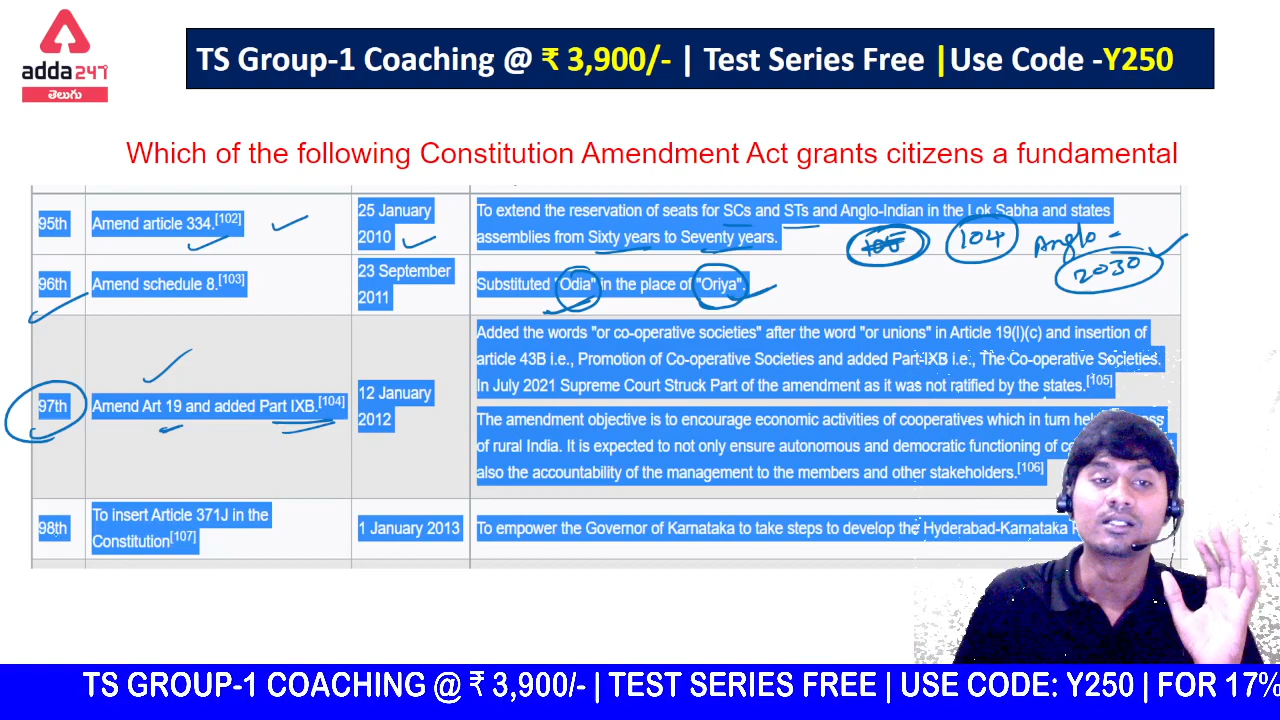 adda247
తెలుగు
TS Group-1 Coaching @ ₹ 3,900/- | Test Series Free |Use Code -Y250
Which of the following Constitution Amendment Act grants citizens a fundamental
95th
Amend article 334.[102]
25 January
2010
To extend the reservation of seats for SCs and STs and Anglo-Indian in the Lok Sabha and states
assemblies from Sixty years to Seventy years.
104
Anglo -
2030
96th
Amend schedule 8.[103]
23 September
2011
Substituted "Odia" in the place of "Oriya".
97th
Amend Art 19 and added Part IXB.[104]
12 January
2012
Added the words "or co-operative societies" after the word "or unions" in Article 19(l)(c) and insertion of
article 43B i.e., Promotion of Co-operative Societies and added Part-IXB i.e., The Co-operative Societies.
In July 2021 Supreme Court Struck Part of the amendment as it was not ratified by the states.[105]
The amendment objective is to encourage economic activities of cooperatives which in turn help
of rural India. It is expected to not only ensure autonomous and democratic functioning of
also the accountability of the management to the members and other stakeholders.[106]
98th
To insert Article 371J in the
Constitution[107]
1 January 2013
To empower the Governor of Karnataka to take steps to develop the Hyderabad-Karnataka
TS GROUP-1 COACHING @ ₹ 3,900/- | TEST SERIES FREE | USE CODE: Y250 | FOR 17%